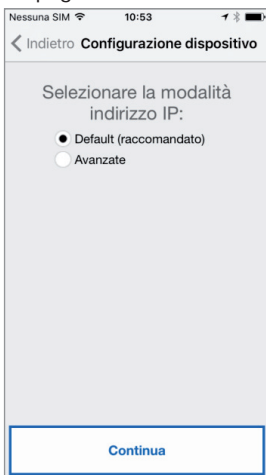 Nessuna SIM 10:53
Indietro Configurazione dispositivo
Selezionare la modalità
indirizzo IP:
Default (raccomandato)
Avanzate
Continua